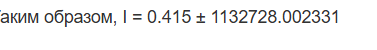 Таким образом, I = 0.415 ± 1132728.002331